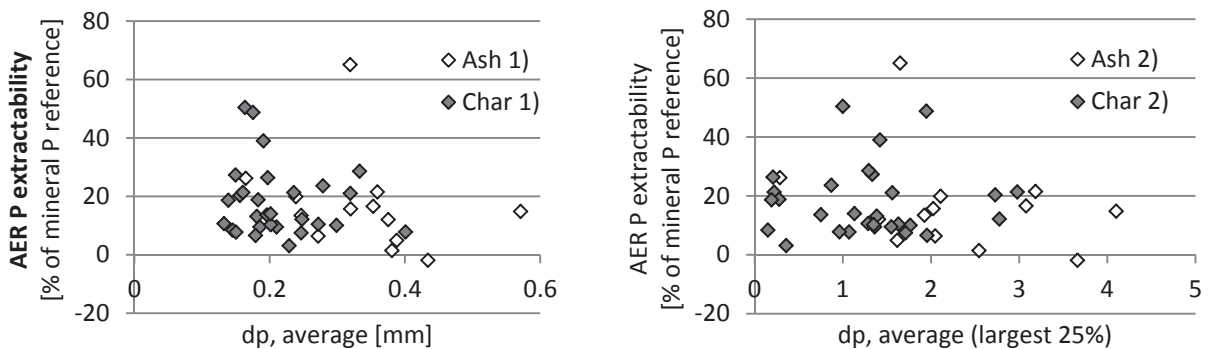 AER P extractability
[% of mineral P reference]
80
60
40
20
0
-20
0
0.2
0.4
0.6
dp, average [mm]
Ash 1)
Char 1)
AER P extractability
[% of mineral P reference]
80
60
40
20
0
-20
0
1
2
3
4
5
dp, average (largest 25%)
Ash 2)
Char 2)